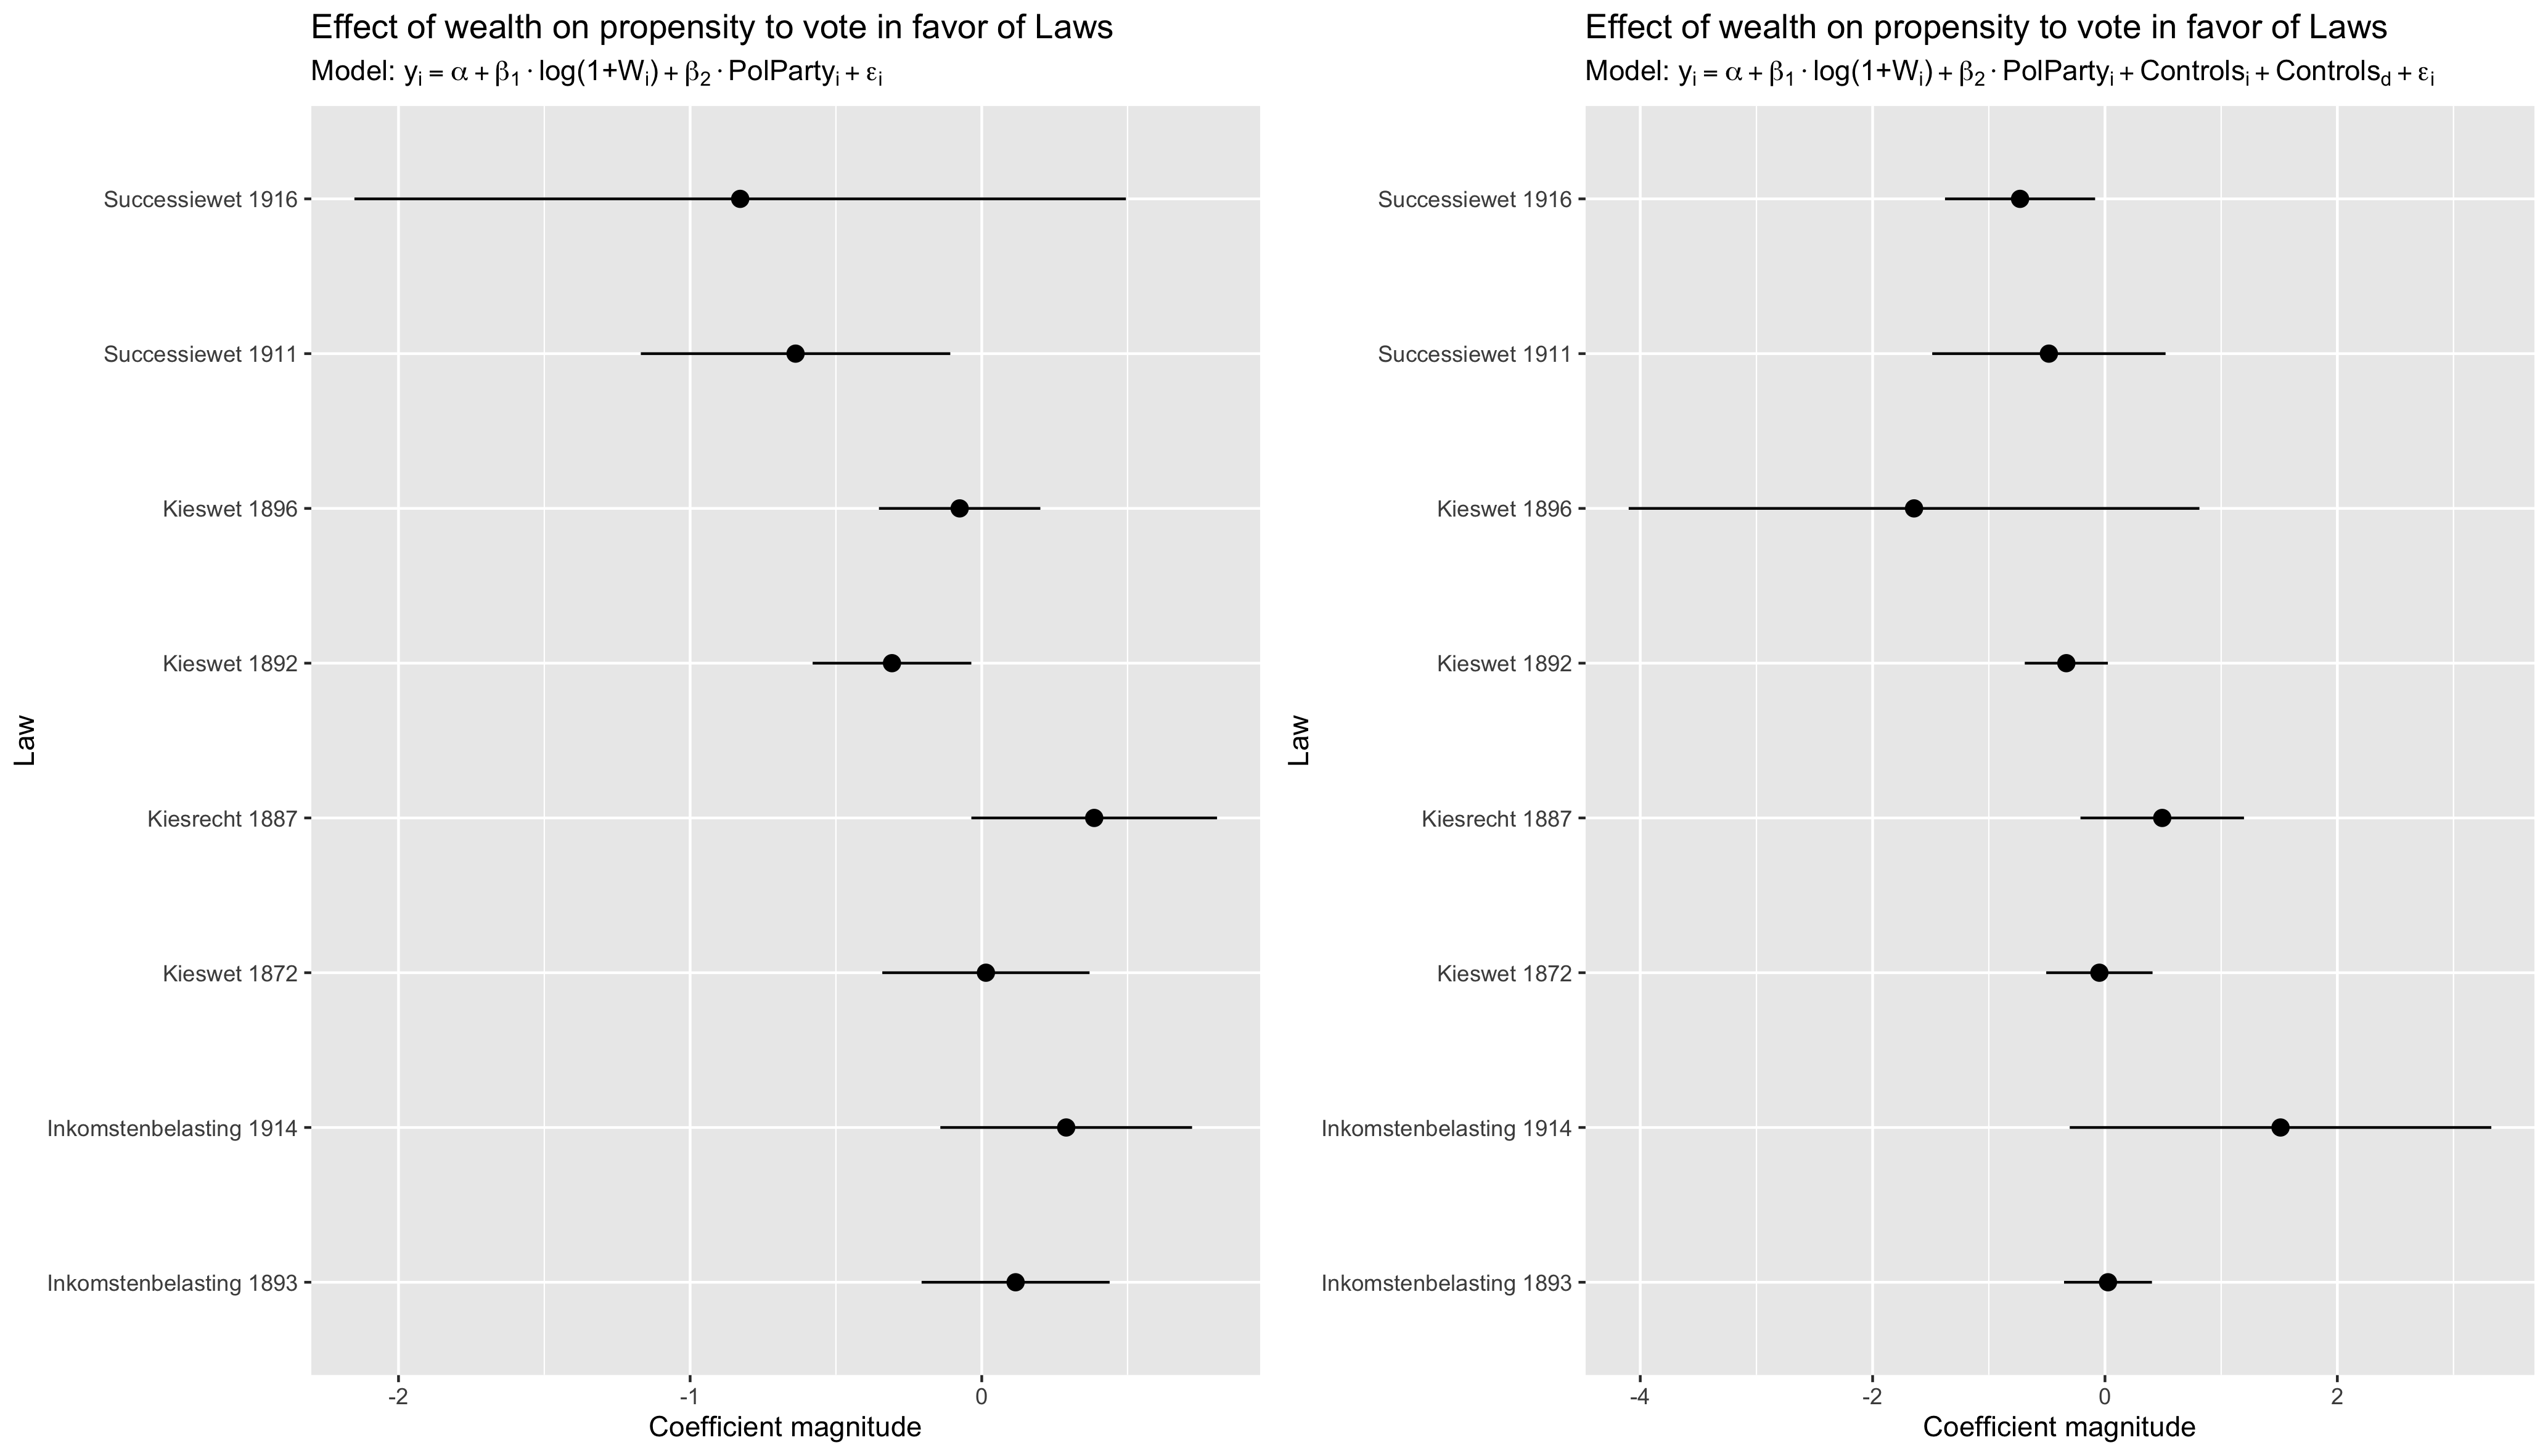 Effect of wealth on propensity to vote in favor of Laws
Model: yᵢ = α + β₁ · log(1+Wᵢ) + β₂ · PolPartyᵢ + εᵢ
Law
Successiewet 1916
Successiewet 1911
Kieswet 1896
Kieswet 1892
Kiesrecht 1887
Kieswet 1872
Inkomstenbelasting 1914
Inkomstenbelasting 1893
-2 -1 0
Coefficient magnitude
Effect of wealth on propensity to vote in favor of Laws
Model: yᵢ = α + β₁ · log(1+Wᵢ) + β₂ · PolPartyᵢ + Controlsᵢ + Controls_d + εᵢ
Law
Successiewet 1916
Successiewet 1911
Kieswet 1896
Kieswet 1892
Kiesrecht 1887
Kieswet 1872
Inkomstenbelasting 1914
Inkomstenbelasting 1893
-4 -2 0 2
Coefficient magnitude